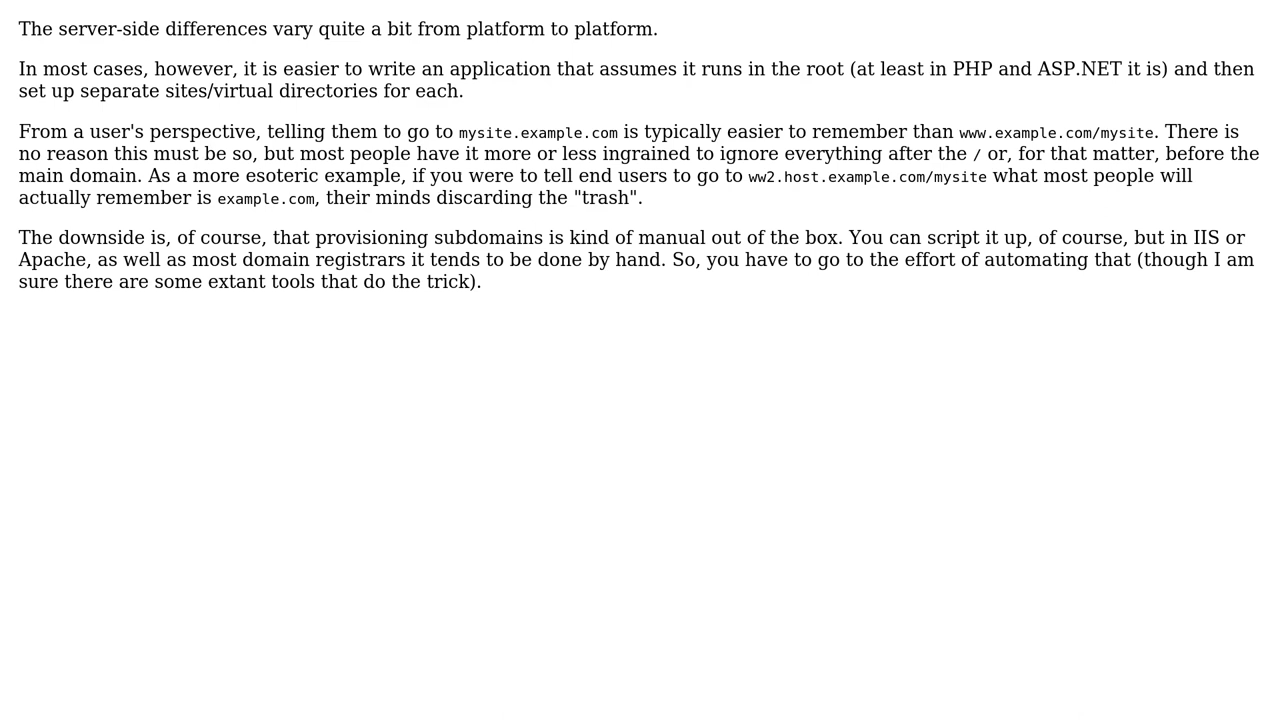 The server-side differences vary quite a bit from platform to platform.
In most cases, however, it is easier to write an application that assumes it runs in the root (at least in PHP and ASP.NET it is) and then
set up separate sites/virtual directories for each.
From a user's perspective, telling them to go to mysite.example.com is typically easier to remember than www.example.com/mysite. There is
no reason this must be so, but most people have it more or less ingrained to ignore everything after the / or, for that matter, before the
main domain. As a more esoteric example, if you were to tell end users to go to ww2.host.example.com/mysite what most people will
actually remember is example.com, their minds discarding the "trash".
The downside is, of course, that provisioning subdomains is kind of manual out of the box. You can script it up, of course, but in IIS or
Apache, as well as most domain registrars it tends to be done by hand. So, you have to go to the effort of automating that (though I am
sure there are some extant tools that do the trick).